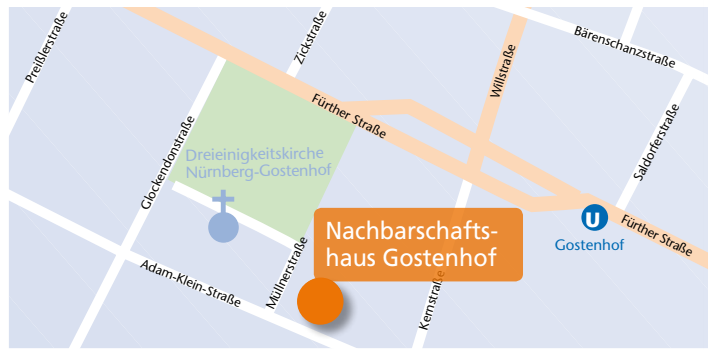 Preißlerstraße
Zickstraße
Bärenschanzstraße
Willstraße
Fürther Straße
Glockendonstraße
Saldorferstraße
Dreieinigkeitskirche
Nürnberg-Gostenhof
Nachbarschafts-
haus Gostenhof
U
Gostenhof
Fürther Straße
Müllnerstraße
Adam-Klein-Straße
Kernstraße